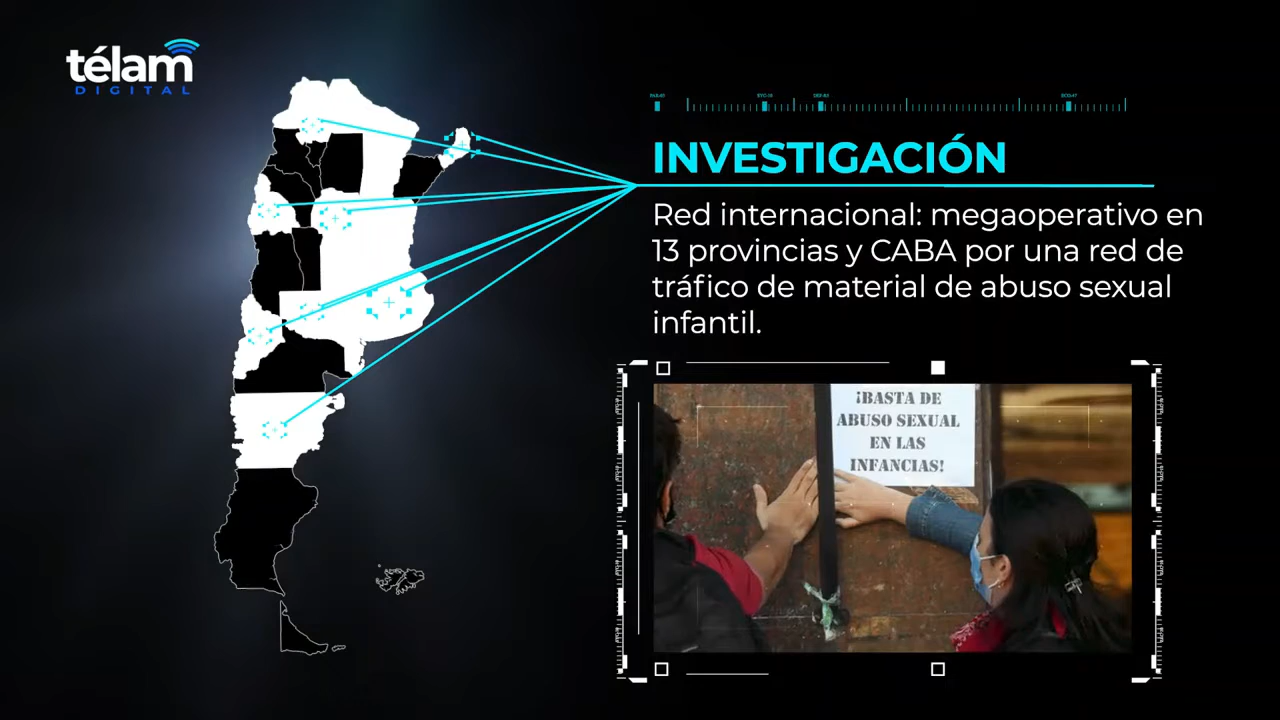 télam
DIGITAL
INVESTIGACIÓN
Red internacional: megaoperativo en
13 provincias y CABA por una red de
tráfico de material de abuso sexual
infantil.
¡BASTA DE
ABUSO SEXUAL
EN LAS
INFANCIAS!